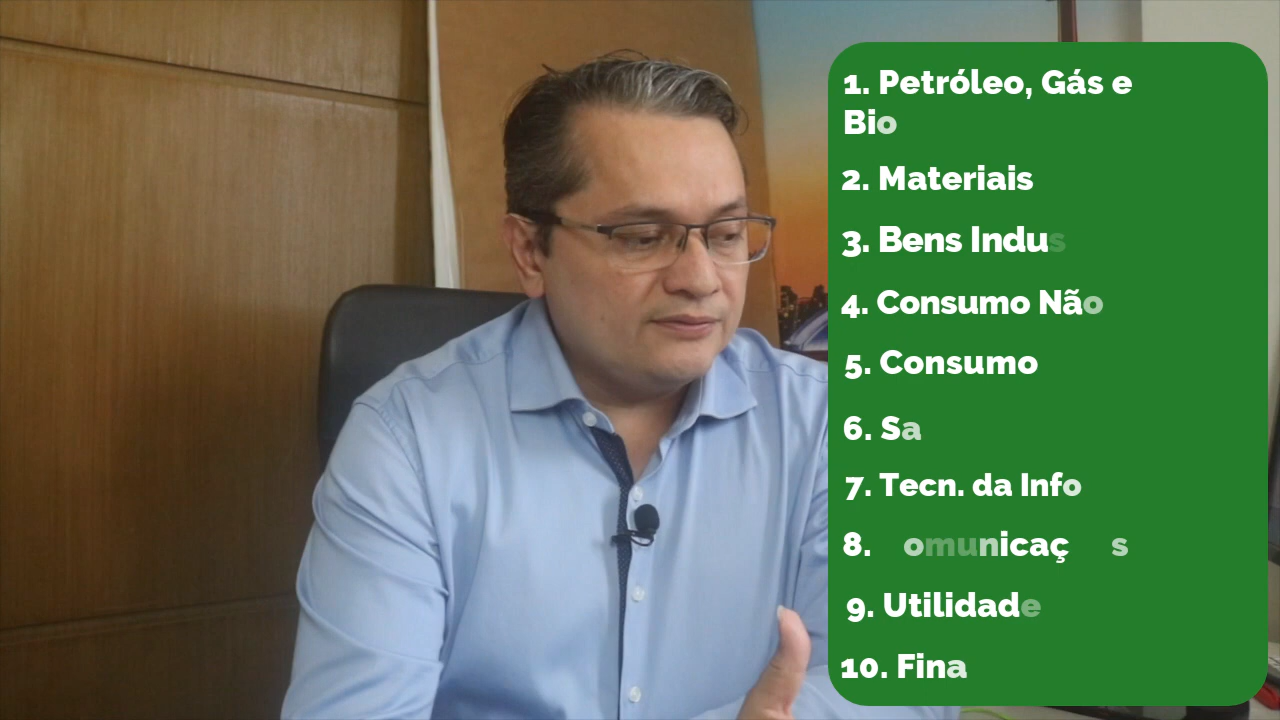 1. Petróleo, Gás e
Bio
2. Materiais
3. Bens Indus
4. Consumo Não
5. Consumo
6. Sa
7. Tecn. da Info
8. omunicaç s
9. Utilidade
10. Fina